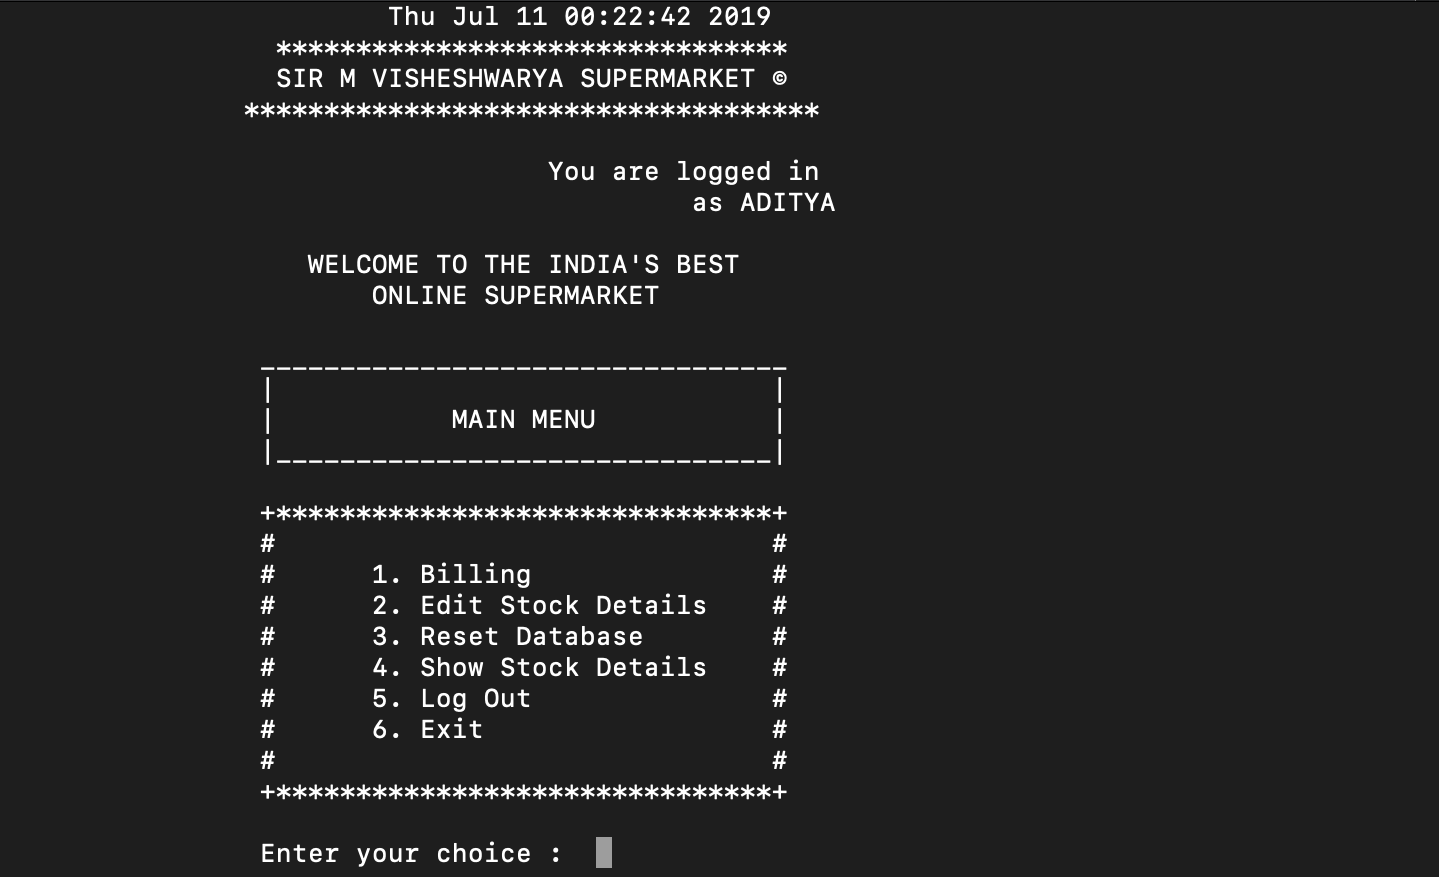 Thu Jul 11 00:22:42 2019
********************************
SIR M VISHESHWARYA SUPERMARKET ©
************************************
You are logged in
as ADITYA
WELCOME TO THE INDIA'S BEST
ONLINE SUPERMARKET
_________________________________
|                               |
|           MAIN MENU           |
|_______________________________|
+*******************************+
#                               #
#      1. Billing               #
#      2. Edit Stock Details    #
#      3. Reset Database        #
#      4. Show Stock Details    #
#      5. Log Out               #
#      6. Exit                  #
#                               #
+*******************************+
Enter your choice :